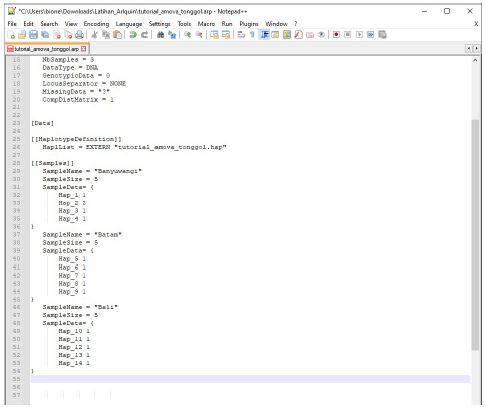 *C:\Users\bione\Downloads\Latihan_Arlquin\tutorial_amova_tonggol.arp - Notepad++
File Edit Search View Encoding Language Settings Tools Macro Run Plugins Window ?
tutorial_amova_tonggol.arp
15 NbSamples = 3
16 DataType = DNA
17 GenotypicData = 0
18 LocusSeparator = NONE
19 MissingData = "?"
20 CompDistMatrix = 1
21
22
23 [Data]
24
25 [[HaplotypeDefinition]]
26 HaplList = EXTERN "tutorial_amova_tonggol.hap"
27
28 [[Samples]]
29 SampleName = "Banyuwangi"
30 SampleSize = 5
31 SampleData= {
32 Hap_1 1
33 Hap_2 2
34 Hap_3 1
35 Hap_4 1
36 }
37 SampleName = "Batam"
38 SampleSize = 5
39 SampleData= {
40 Hap_5 1
41 Hap_6 1
42 Hap_7 1
43 Hap_8 1
44 Hap_9 1
45 }
46 SampleName = "Bali"
47 SampleSize = 5
48 SampleData= {
49 Hap_10 1
50 Hap_11 1
51 Hap_12 1
52 Hap_13 1
53 Hap_14 1
54 }
55
56
57